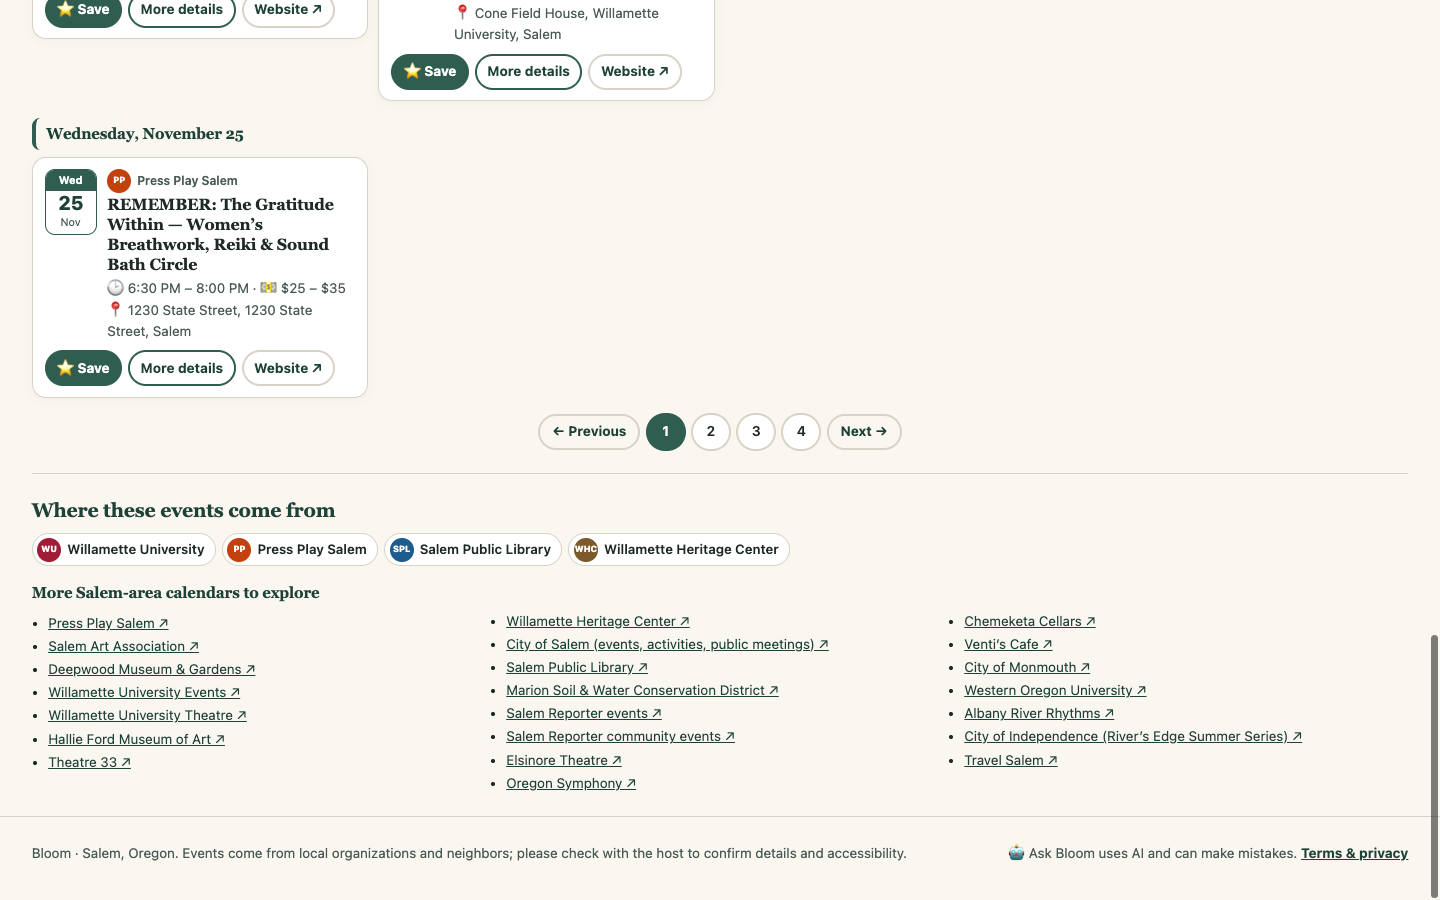 ⭐ Save More details Website ↗
📍 Cone Field House, Willamette
University, Salem
⭐ Save More details Website ↗
Wednesday, November 25
Wed
25
Nov
PP Press Play Salem
REMEMBER: The Gratitude
Within — Women’s
Breathwork, Reiki & Sound
Bath Circle
🕑 6:30 PM – 8:00 PM · 💵 $25 – $35
📍 1230 State Street, 1230 State
Street, Salem
⭐ Save More details Website ↗
← Previous 1 2 3 4 Next →
Where these events come from
WU Willamette University PP Press Play Salem SPL Salem Public Library WHC Willamette Heritage Center
More Salem-area calendars to explore
• Press Play Salem ↗
• Salem Art Association ↗
• Deepwood Museum & Gardens ↗
• Willamette University Events ↗
• Willamette University Theatre ↗
• Hallie Ford Museum of Art ↗
• Theatre 33 ↗
• Willamette Heritage Center ↗
• City of Salem (events, activities, public meetings) ↗
• Salem Public Library ↗
• Marion Soil & Water Conservation District ↗
• Salem Reporter events ↗
• Salem Reporter community events ↗
• Elsinore Theatre ↗
• Oregon Symphony ↗
• Chemeketa Cellars ↗
• Venti’s Cafe ↗
• City of Monmouth ↗
• Western Oregon University ↗
• Albany River Rhythms ↗
• City of Independence (River’s Edge Summer Series) ↗
• Travel Salem ↗
Bloom · Salem, Oregon. Events come from local organizations and neighbors; please check with the host to confirm details and accessibility.
🤖 Ask Bloom uses AI and can make mistakes. Terms & privacy